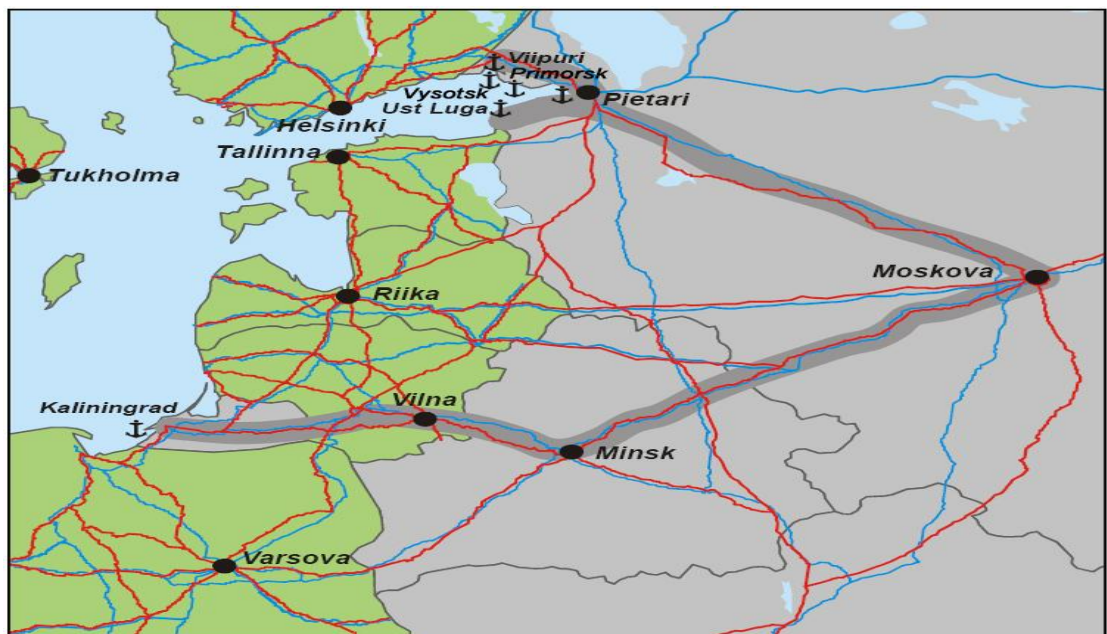 Viipuri
Primorsk
Vysotsk
Pietari
Ust Luga
Helsinki
Tallinna
Tukholma
Moskova
Riika
Kaliningrad
Vilna
Minsk
Varsova